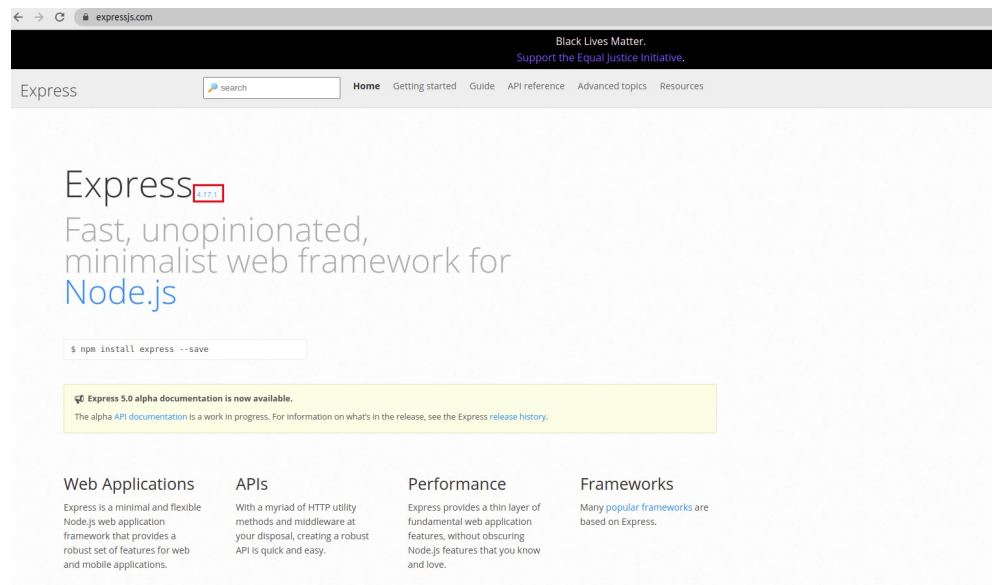 expressjs.com
Black Lives Matter.
Support the Equal Justice Initiative.
Express
search
Home Getting started Guide API reference Advanced topics Resources
Express 4.17.1
Fast, unopinionated,
minimalist web framework for
Node.js
$ npm install express --save
Express 5.0 alpha documentation is now available.
The alpha API documentation is a work in progress. For information on what's in the release, see the Express release history.
Web Applications
Express is a minimal and flexible
Node.js web application
framework that provides a
robust set of features for web
and mobile applications.
APIs
With a myriad of HTTP utility
methods and middleware at
your disposal, creating a robust
API is quick and easy.
Performance
Express provides a thin layer of
fundamental web application
features, without obscuring
Node.js features that you know
and love.
Frameworks
Many popular frameworks are
based on Express.